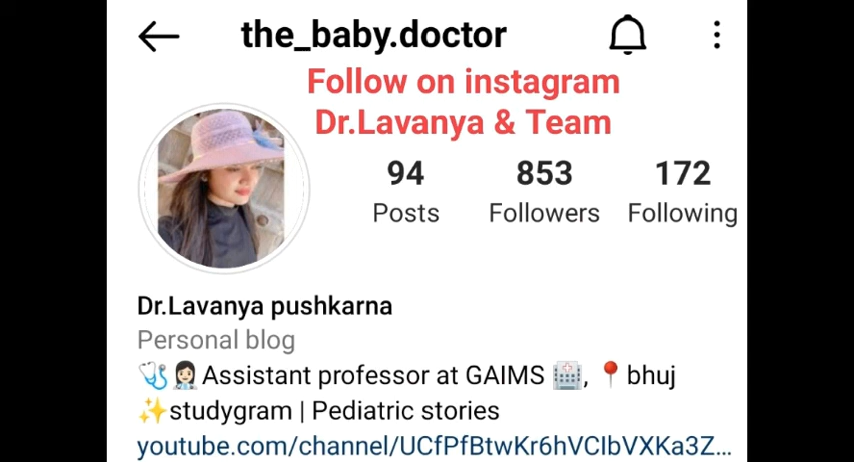 the_baby.doctor
Follow on instagram
Dr.Lavanya & Team
94 853 172
Posts Followers Following
Dr.Lavanya pushkarna
Personal blog
🩺👩🏻‍⚕️Assistant professor at GAIMS 🏥, 📍bhuj
✨studygram | Pediatric stories
youtube.com/channel/UCfPfBtwKr6hVCIbVXKa3Z...